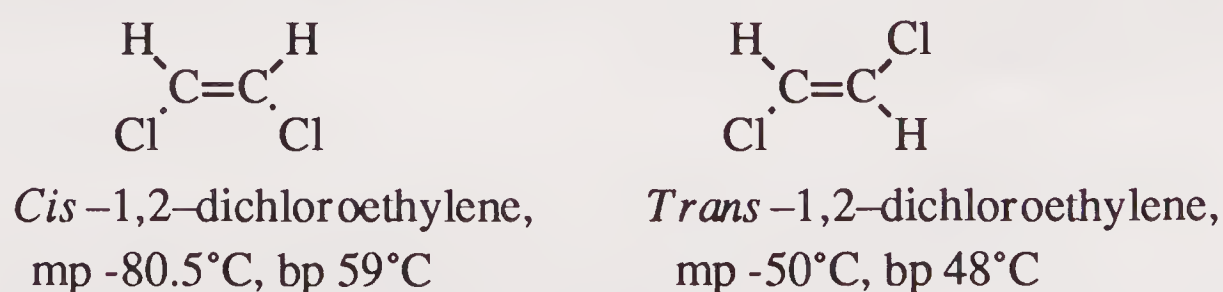 H H H Cl
C=C C=C
Cl Cl Cl H
Cis –1,2–dichloroethylene, Trans –1,2–dichloroethylene,
mp -80.5°C, bp 59°C mp -50°C, bp 48°C